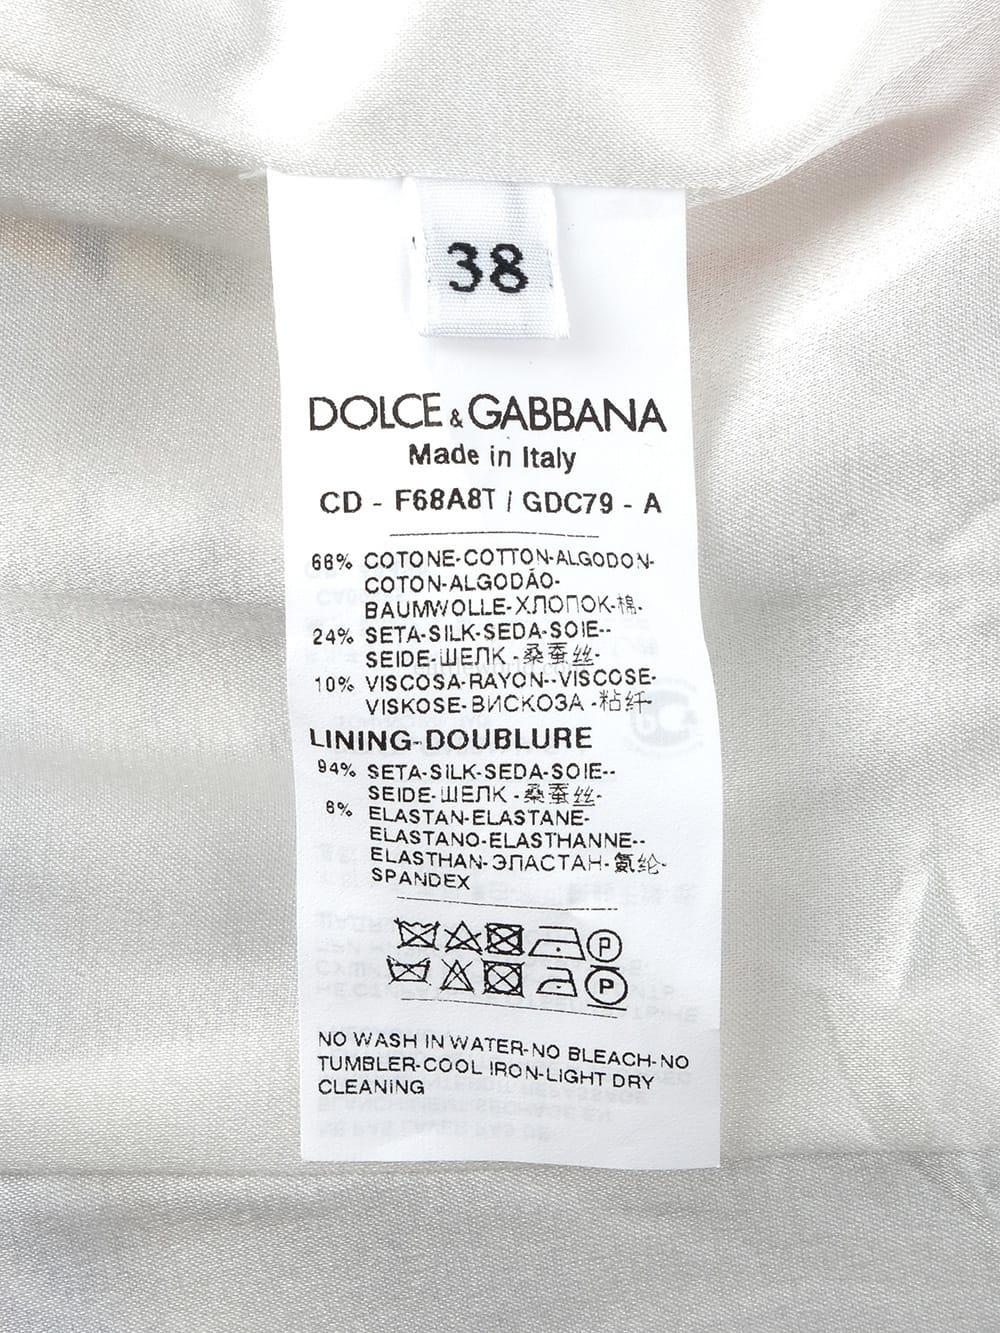 38
DOLCE & GABBANA
Made in Italy
CD - F68A8T / GDC79 - A
66% COTONE-COTTON-ALGODON-
COTON-ALGODÃO-
BAUMWOLLE-ХЛОПОК-棉-
24% SETA-SILK-SEDA-SOIE--
SEIDE-ШЕЛК-桑蚕丝-
10% VISCOSA-RAYON--VISCOSE-
VISKOSE-ВИСКОЗА-粘纤-
LINING-DOUBLURE
94% SETA-SILK-SEDA-SOIE--
SEIDE-ШЕЛК-桑蚕丝-
6% ELASTAN-ELASTANE-
ELASTANO-ELASTHANNE--
ELASTHAN-ЭЛАСТАН-氨纶-
SPANDEX
P
P
NO WASH IN WATER-NO BLEACH-NO
TUMBLER-COOL IRON-LIGHT DRY
CLEANING